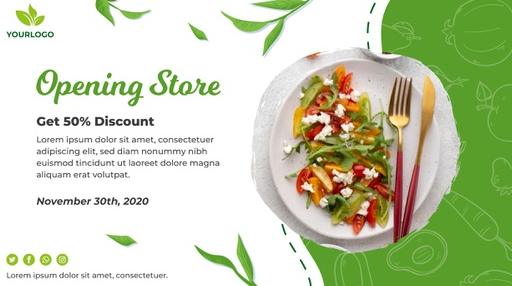 YOURLOGO
Opening Store
Get 50% Discount
Lorem ipsum dolor sit amet, consectetuer
adipiscing elit, sed diam nonummy nibh
euismod tincidunt ut laoreet dolore magna
aliquam erat volutpat.
November 30th, 2020
Lorem ipsum dolor sit amet, consectetuer.